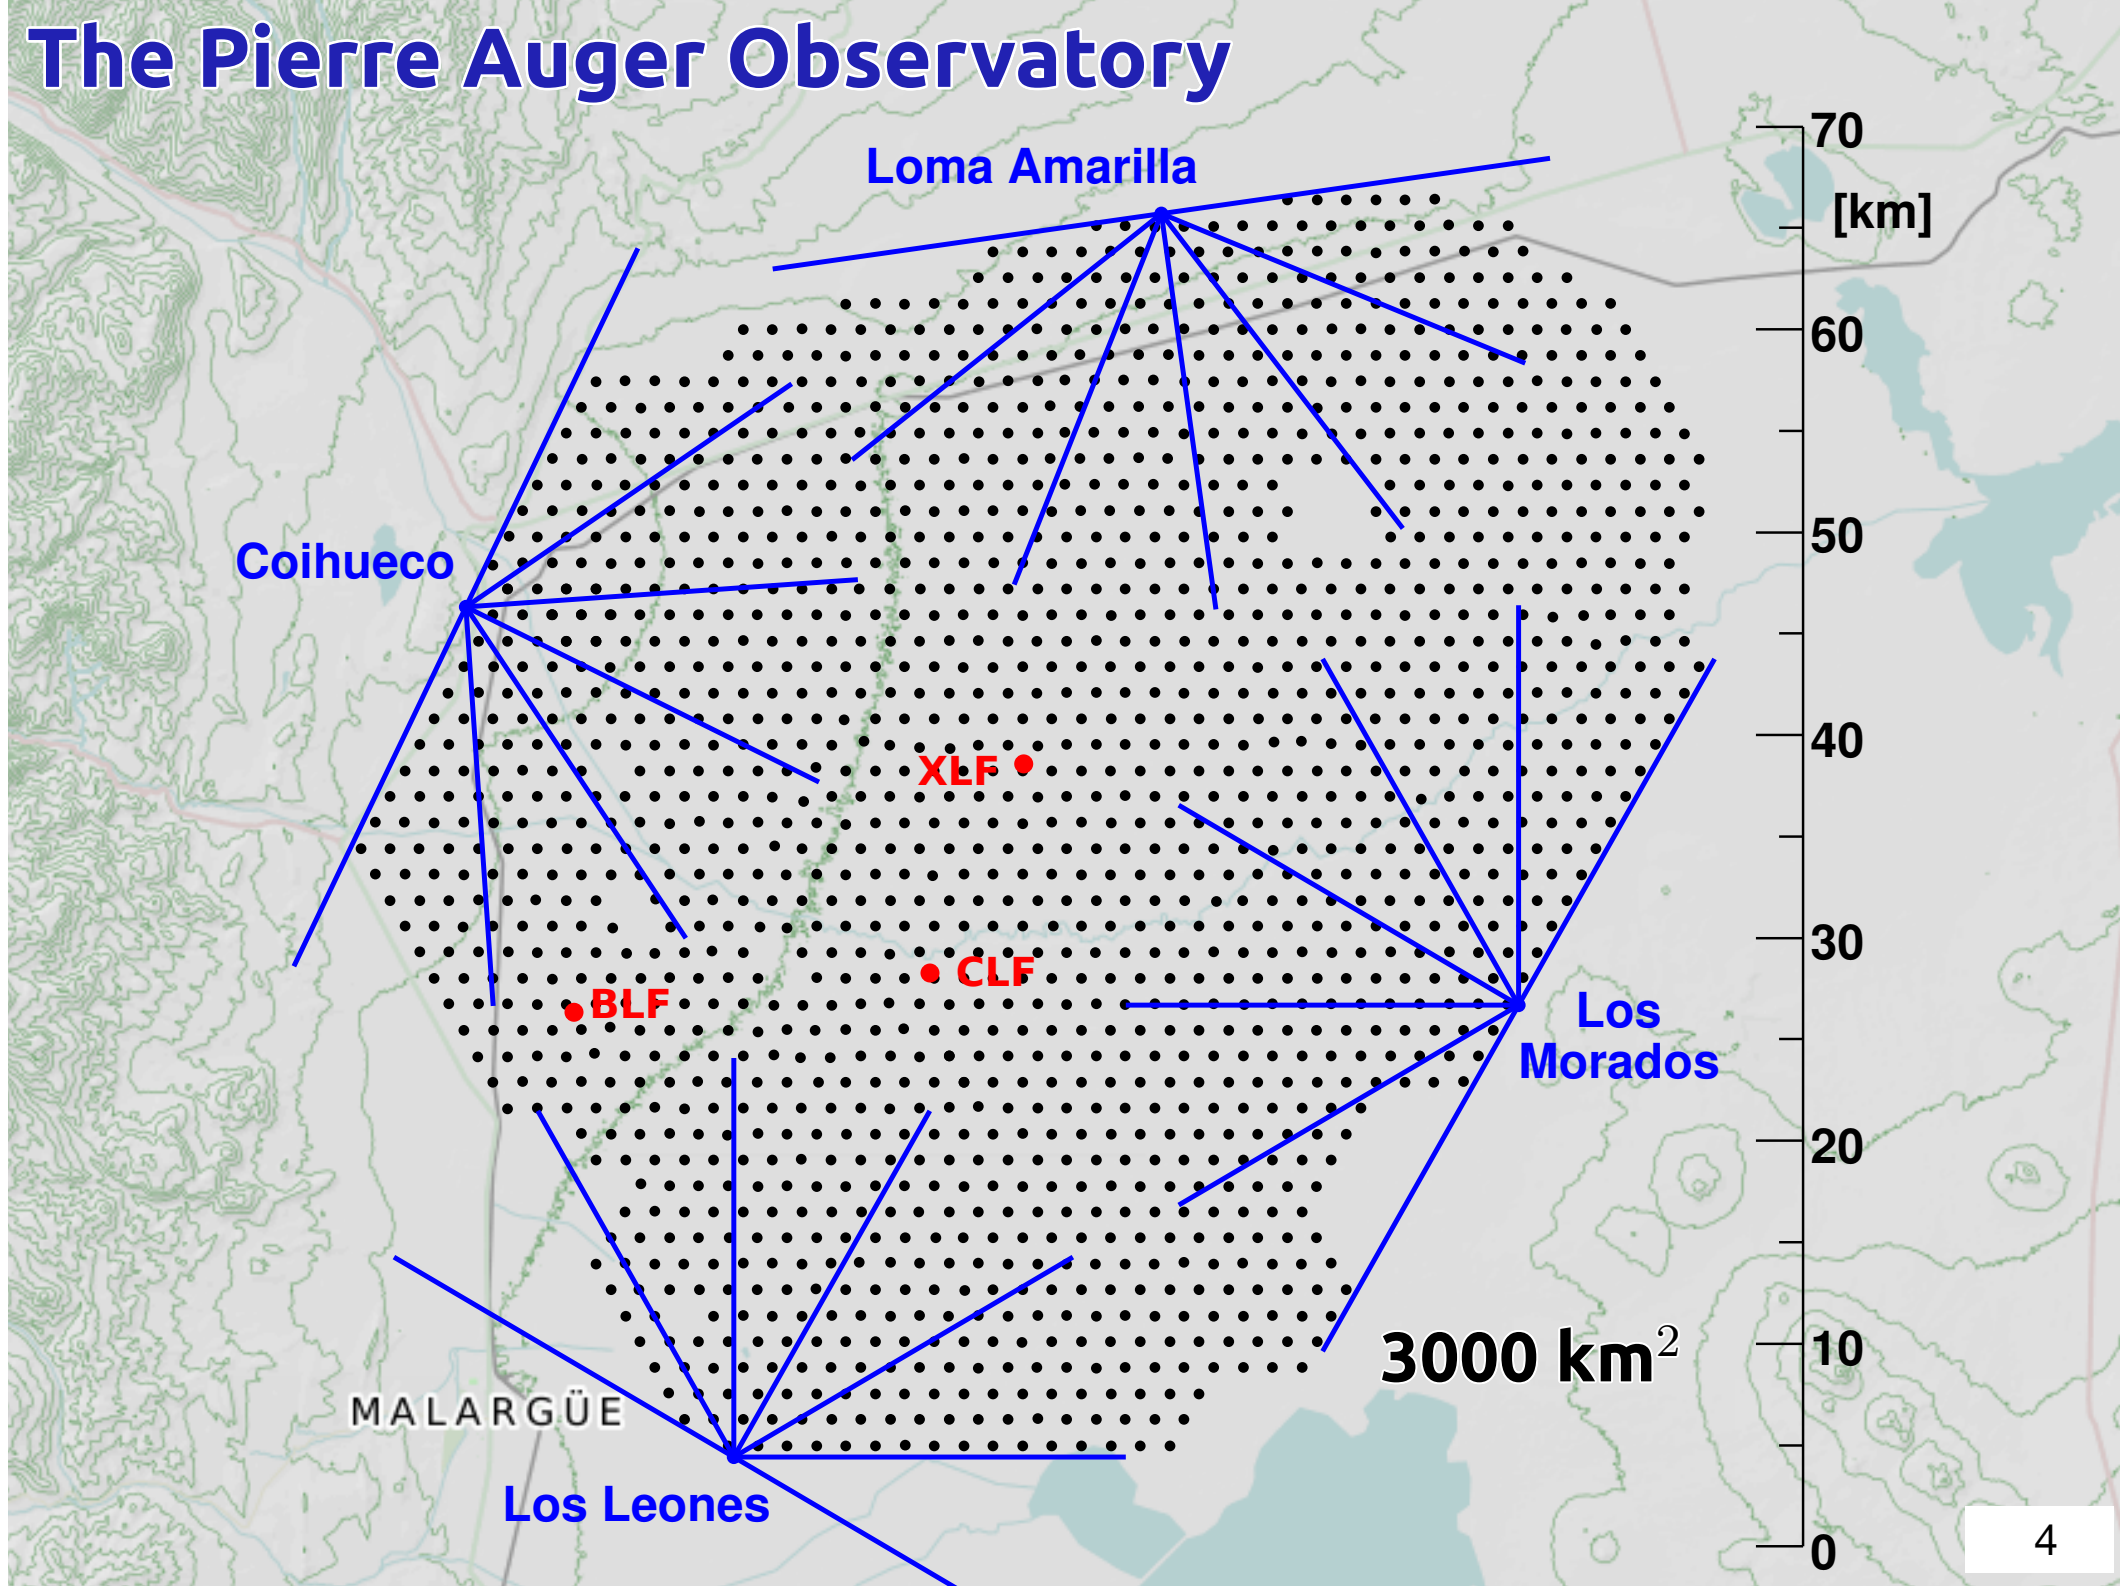 The Pierre Auger Observatory
Loma Amarilla
70
[km]
60
50
Coihueco
40
XLF
30
CLF
BLF
Los
Morados
20
10
3000 km²
MALARGÜE
Los Leones
0
4